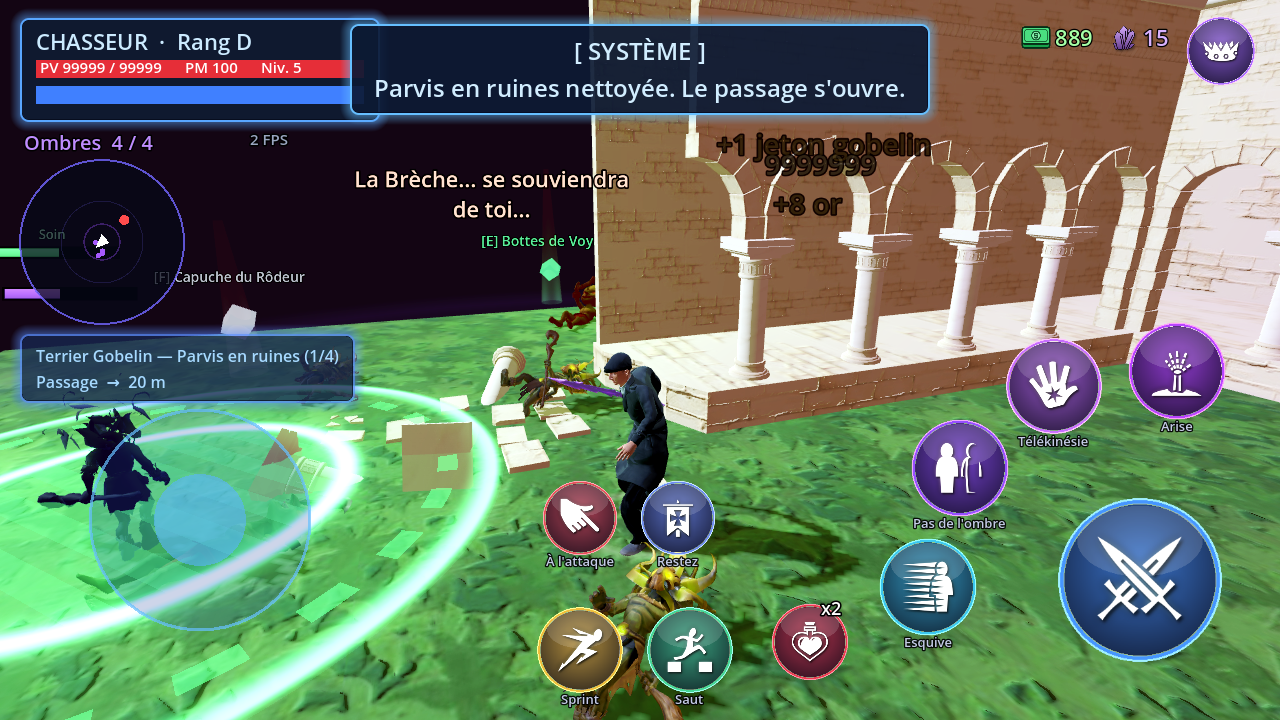 CHASSEUR · Rang D
PV 99999 / 99999 PM 100 Niv. 5
[ SYSTÈME ]
Parvis en ruines nettoyée. Le passage s'ouvre.
889
15
Ombres 4 / 4
2 FPS
+1 jeton gobelin
9999999
+8 or
La Brèche... se souviendra
de toi...
Soin
[E] Bottes de Voy
[F] Capuche du Rôdeur
Terrier Gobelin — Parvis en ruines (1/4)
Passage → 20 m
Télékinésie
Arise
Pas de l'ombre
À l'attaque
Restez
x2
Esquive
Sprint
Saut